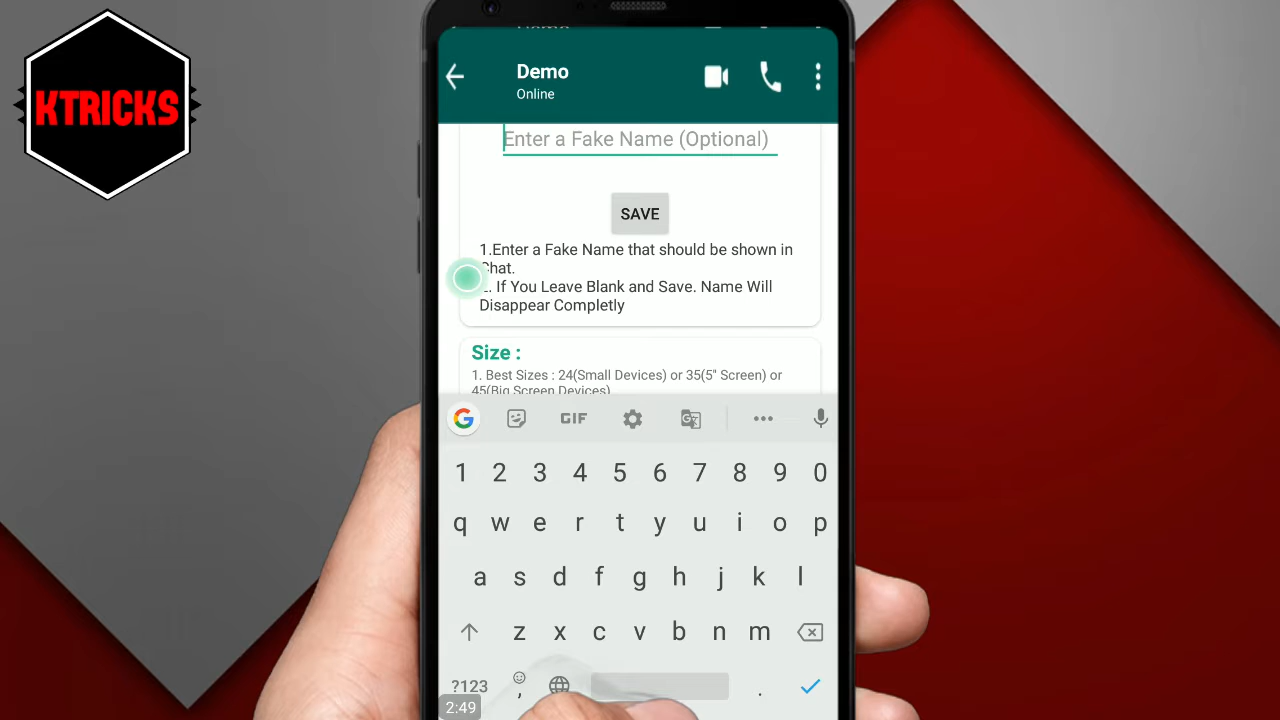 KTRICKS
Demo
Online
Enter a Fake Name (Optional)
SAVE
1.Enter a Fake Name that should be shown in
Chat.
. If You Leave Blank and Save. Name Will
Disappear Completly
Size :
1. Best Sizes : 24(Small Devices) or 35(5" Screen) or
45(Big Screen Devices)
G GIF
1 2 3 4 5 6 7 8 9 0
q w e r t y u i o p
a s d f g h j k l
z x c v b n m
?123 , .
2:49